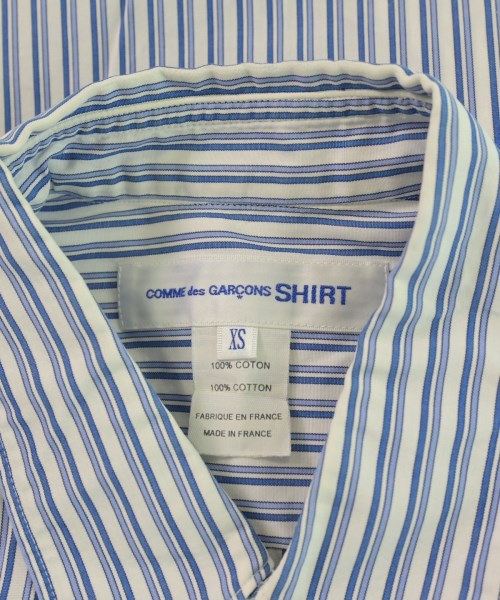 COMME des GARÇONS SHIRT
XS
100% COTON
100% COTTON
FABRIQUE EN FRANCE
MADE IN FRANCE